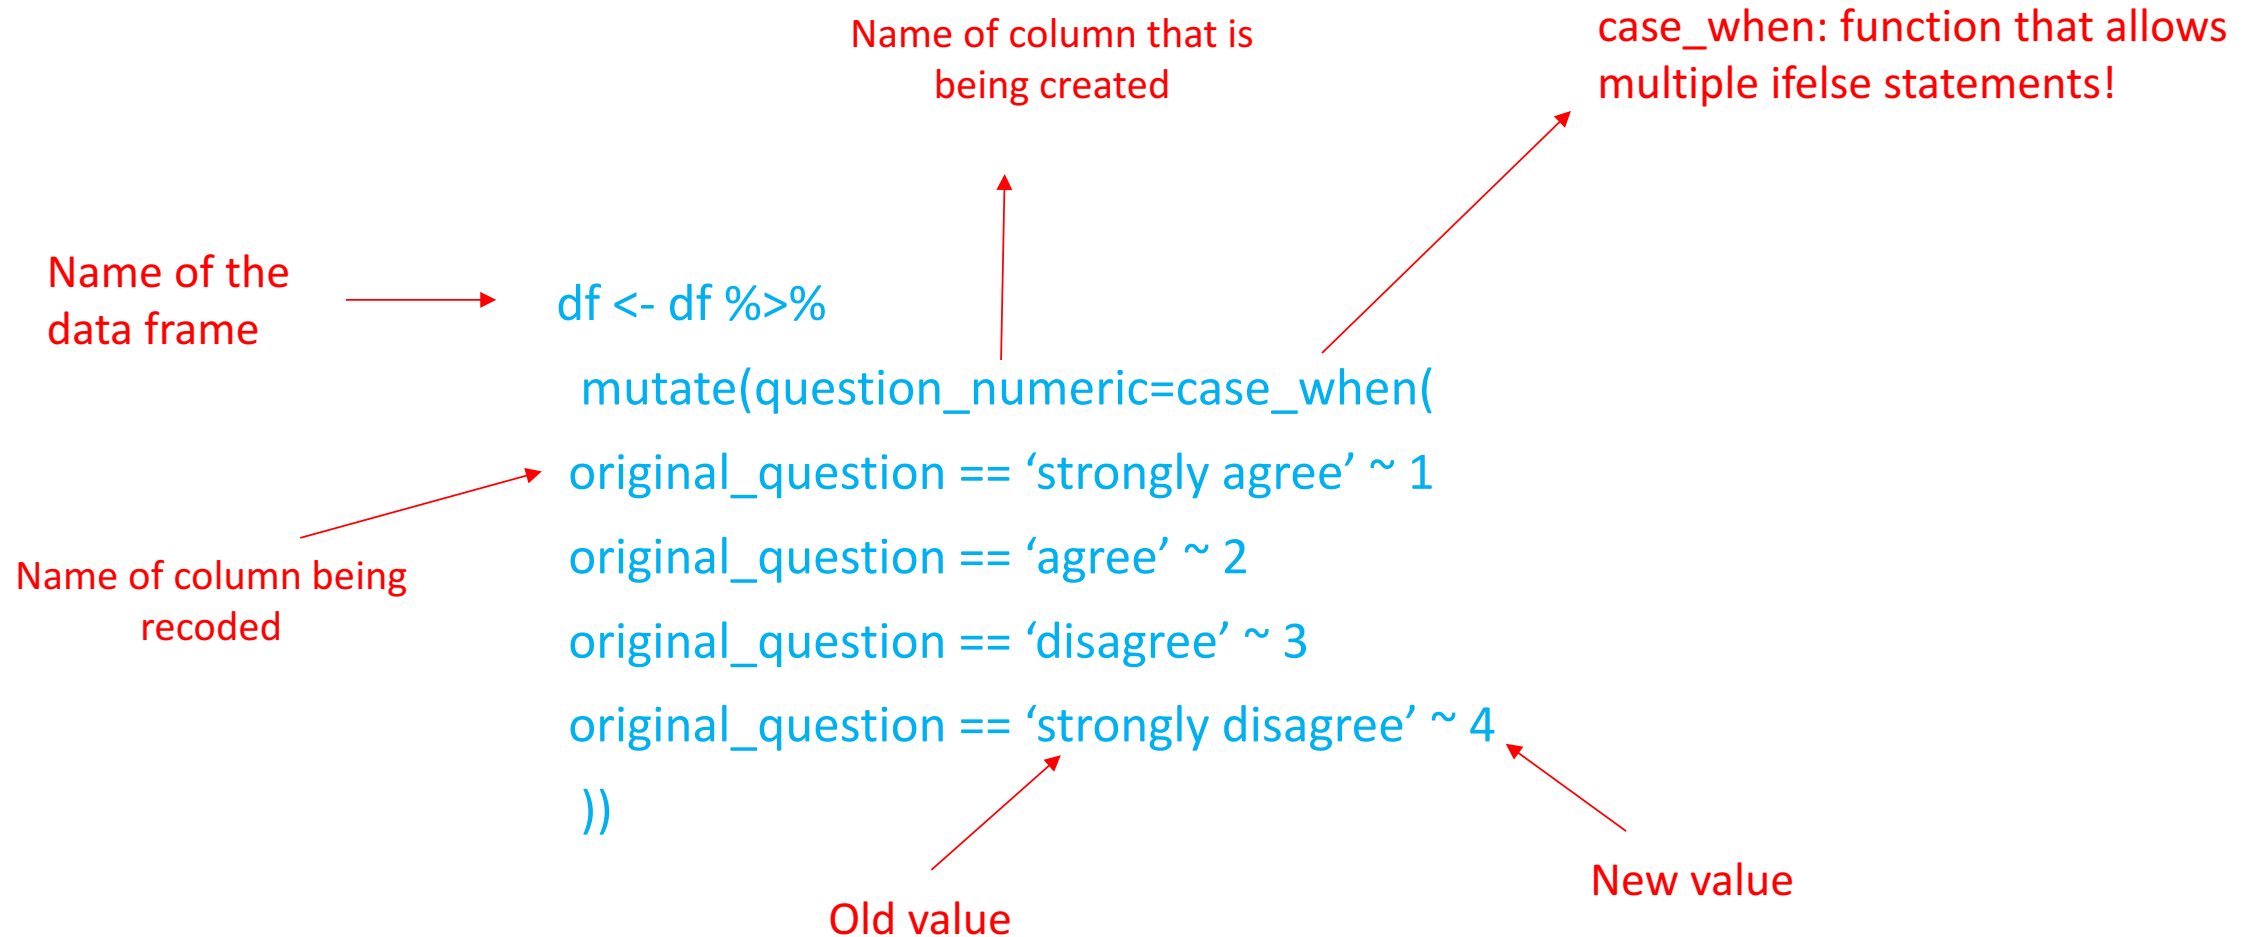 Name of column that is
being created
case_when: function that allows
multiple ifelse statements!
Name of the
data frame
df <- df %>%
mutate(question_numeric=case_when(
original_question == ‘strongly agree’ ~ 1
original_question == ‘agree’ ~ 2
original_question == ‘disagree’ ~ 3
original_question == ‘strongly disagree’ ~ 4
))
Name of column being
recoded
Old value
New value